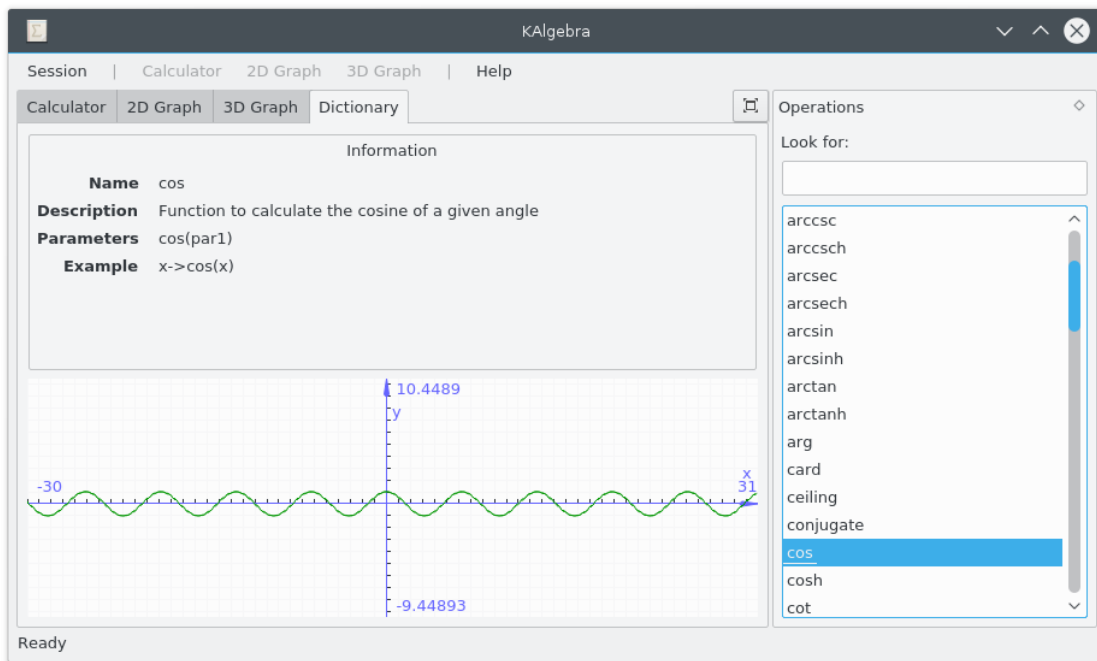 KAlgebra
Session | Calculator 2D Graph 3D Graph | Help
Calculator 2D Graph 3D Graph Dictionary
Information
Name cos
Description Function to calculate the cosine of a given angle
Parameters cos(par1)
Example x->cos(x)
10.4489
y
-30
x
31
-9.44893
Operations
Look for:
arccsc
arccsch
arcsec
arcsech
arcsin
arcsinh
arctan
arctanh
arg
card
ceiling
conjugate
cos
cosh
cot
Ready